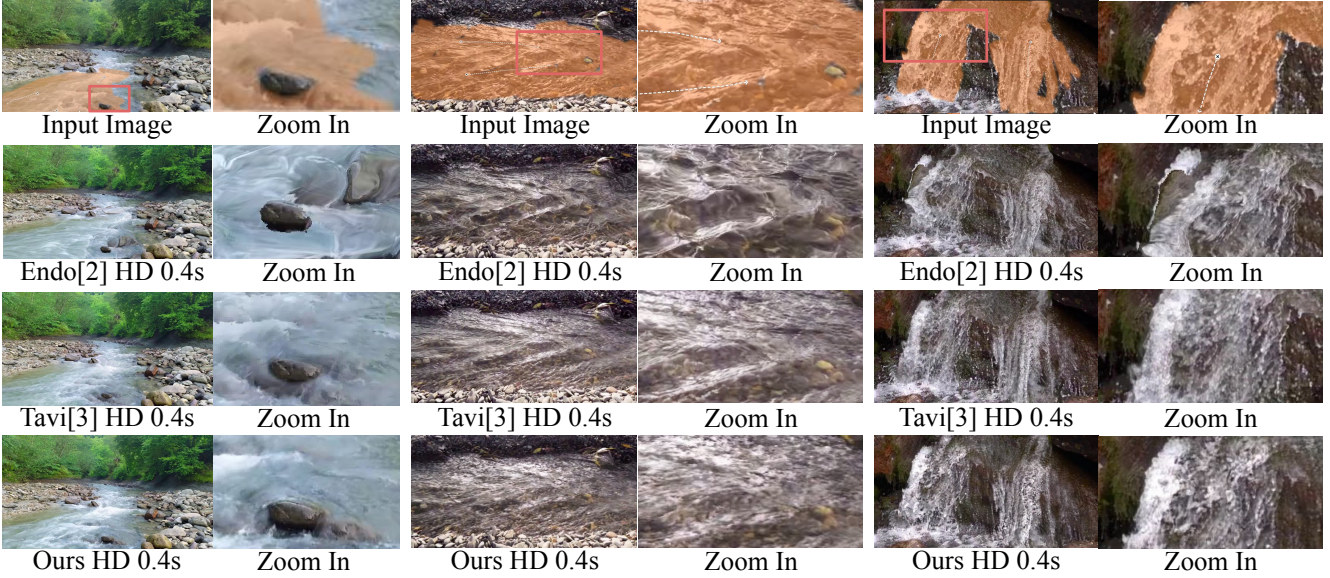 Input Image Zoom In Input Image Zoom In Input Image Zoom In
Endo[2] HD 0.4s Zoom In Endo[2] HD 0.4s Zoom In Endo[2] HD 0.4s Zoom In
Tavi[3] HD 0.4s Zoom In Tavi[3] HD 0.4s Zoom In Tavi[3] HD 0.4s Zoom In
Ours HD 0.4s Zoom In Ours HD 0.4s Zoom In Ours HD 0.4s Zoom In